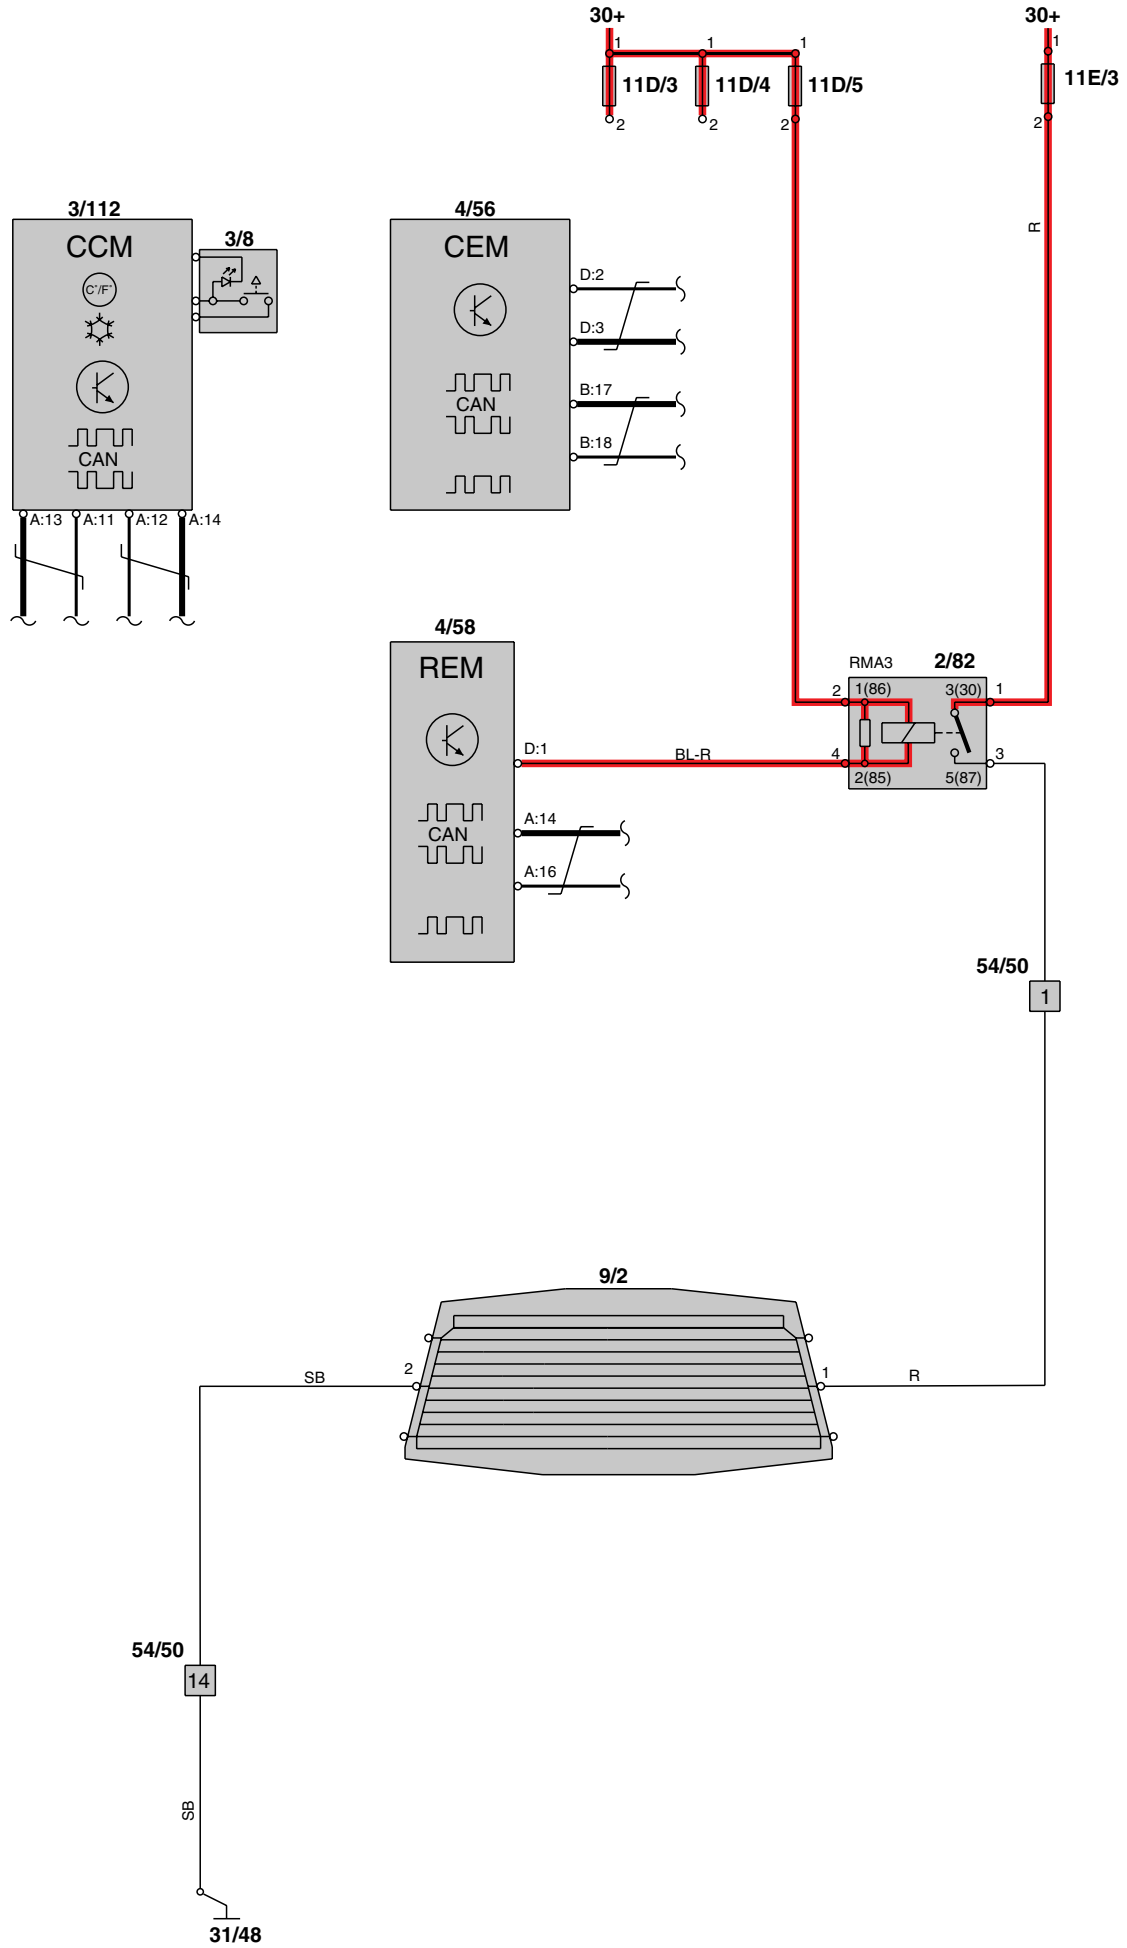 30+ 30+
1 1 1 1
11D/3 11D/4 11D/5 11E/3
2 2 2 2
R
3/112 4/56
CCM 3/8 CEM
C°/F°
D:2
D:3
CAN B:17
B:18
CAN
A:13 A:11 A:12 A:14
4/58
REM RMA3 2/82
2 1(86) 3(30) 1
D:1 BL-R 4 3
2(85) 5(87)
A:14
CAN
A:16
54/50
1
9/2
SB 2 1 R
54/50
14
SB
31/48